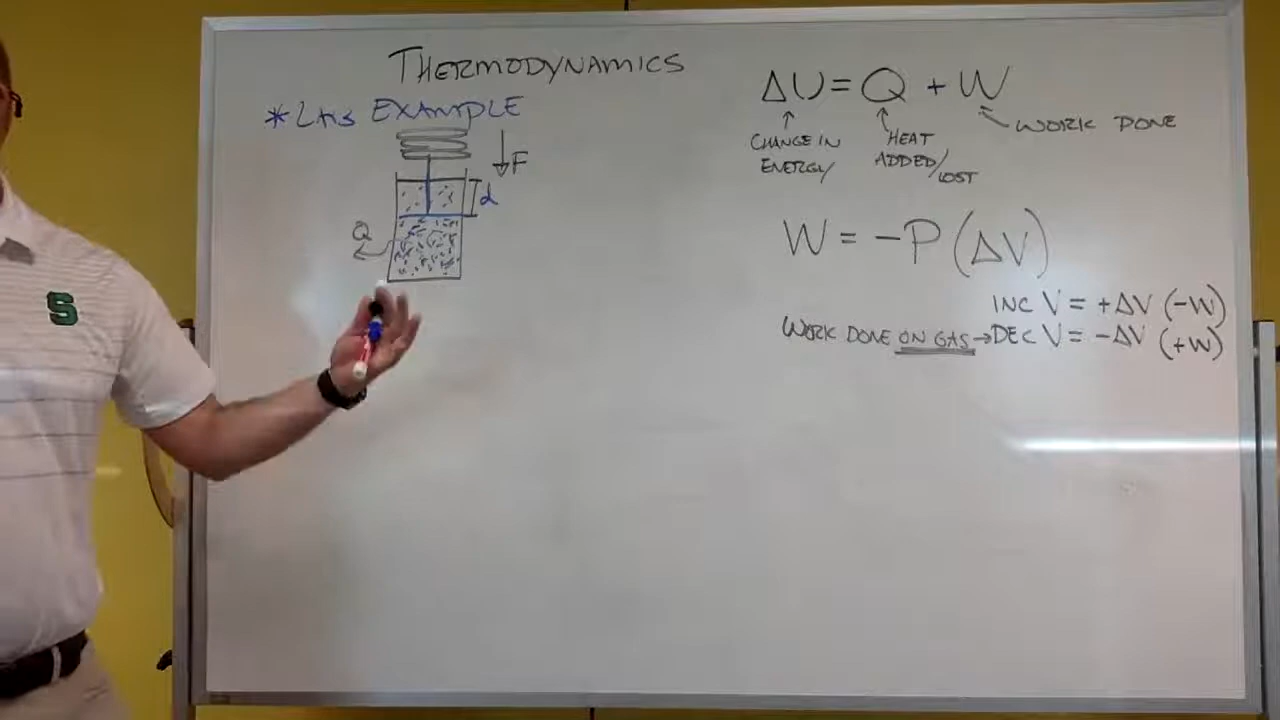 THERMODYNAMICS
EXAMPLE
F
d
Q
ΔU = Q + W
WORK DONE
CHANGE IN
ENERGY
HEAT
ADDED/
LOST
W = -P (ΔV)
INC V = +ΔV (-W)
WORK DONE ON GAS → DEC V = -ΔV (+W)
S